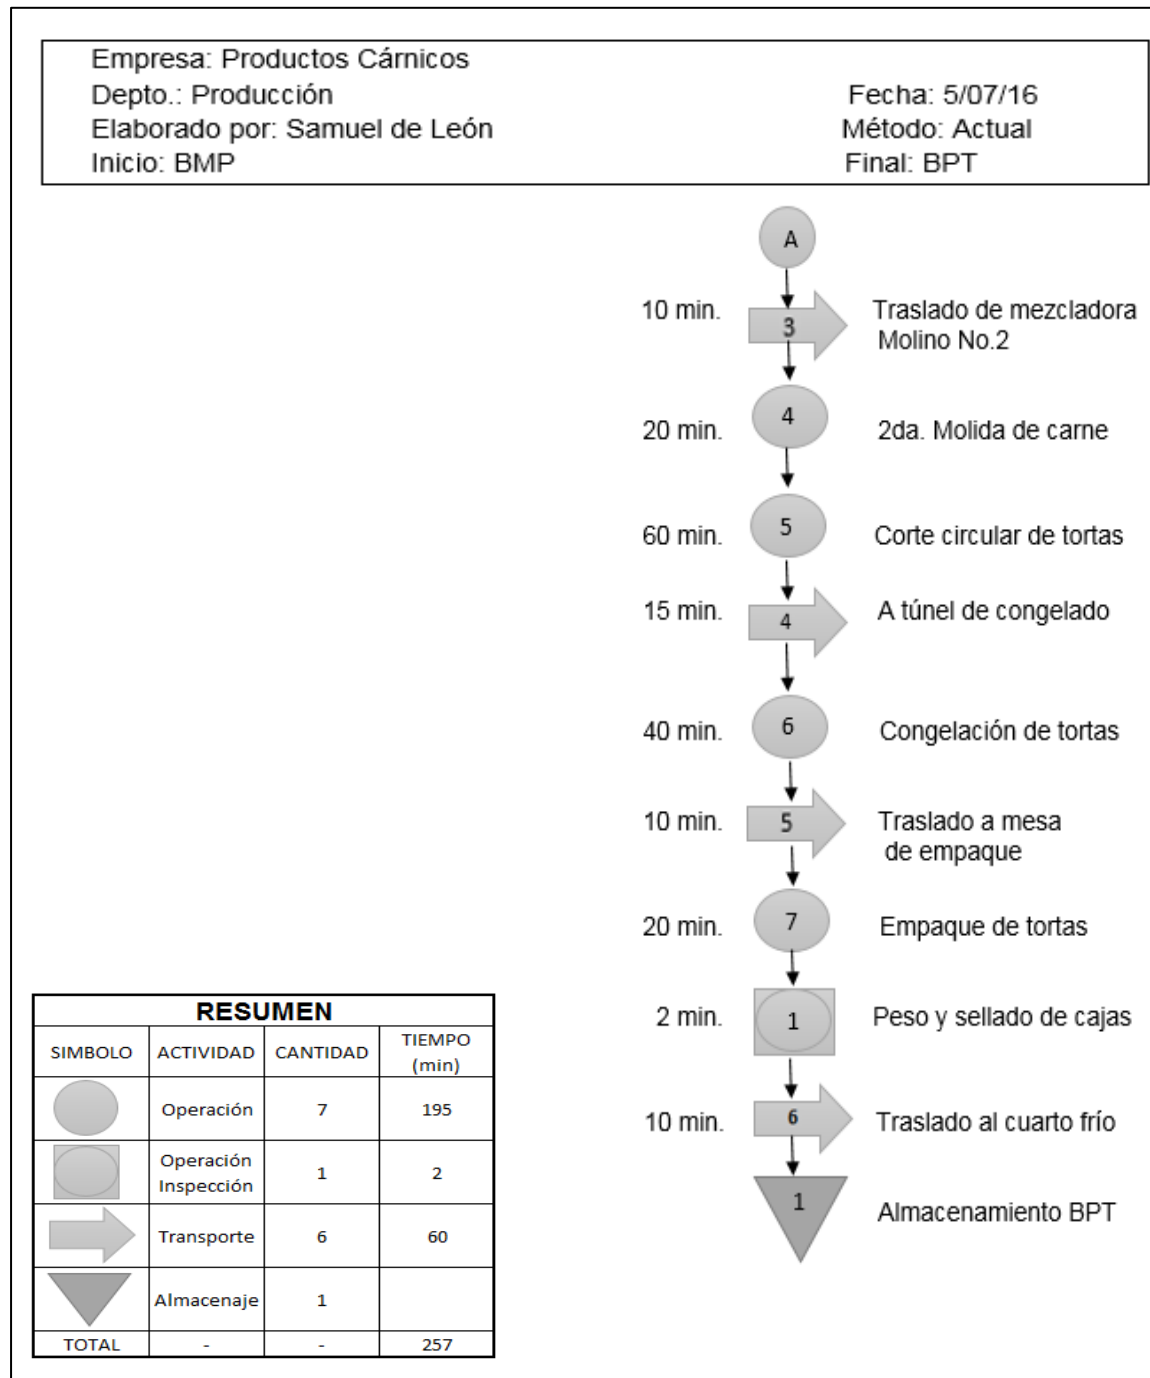 Empresa: Productos Cárnicos
Depto.: Producción
Fecha: 5/07/16
Elaborado por: Samuel de León
Método: Actual
Inicio: BMP
Final: BPT
A
10 min.
3
Traslado de mezcladora
Molino No.2
20 min.
4
2da. Molida de carne
60 min.
5
Corte circular de tortas
15 min.
4
A túnel de congelado
40 min.
6
Congelación de tortas
10 min.
5
Traslado a mesa
de empaque
20 min.
7
Empaque de tortas
2 min.
1
Peso y sellado de cajas
10 min.
6
Traslado al cuarto frío
1
Almacenamiento BPT
RESUMEN
SIMBOLO ACTIVIDAD CANTIDAD TIEMPO
(min)
Operación 7 195
Operación
Inspección 1 2
Transporte 6 60
Almacenaje 1
TOTAL - - 257